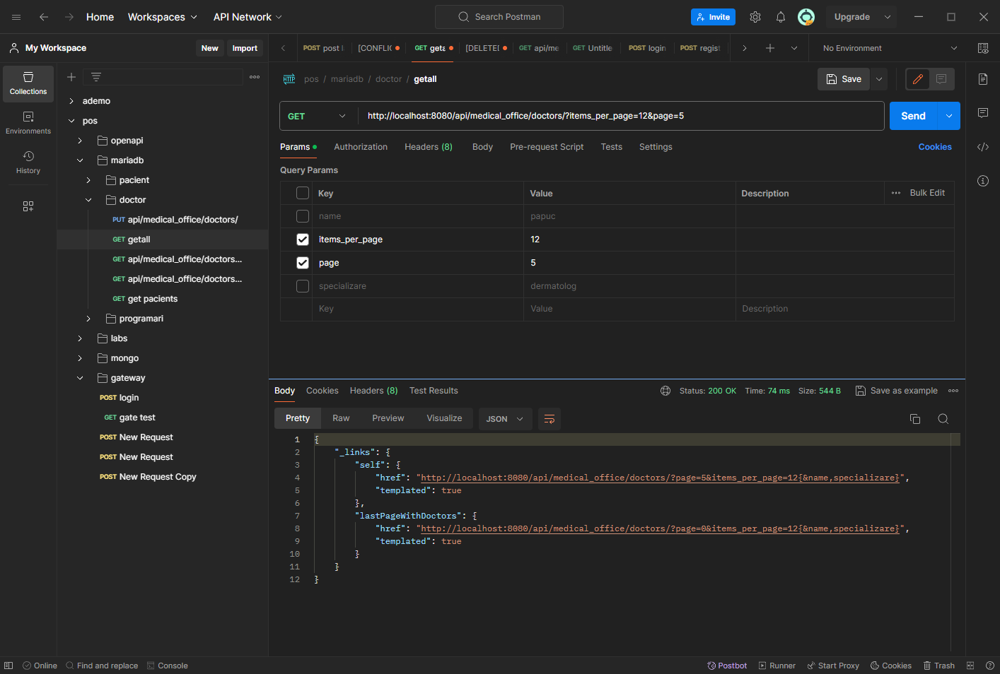 Home Workspaces API Network Search Postman Invite Upgrade
My Workspace New Import
POST post [CONFLIC GET geta [DELETED GET api/me GET Untitle POST login POST regist No Environment
Collections
Environments
History
ademo
pos
openapi
mariadb
pacient
doctor
PUT api/medical_office/doctors/
GET getall
GET api/medical_office/doctors...
GET api/medical_office/doctors...
GET get pacients
programari
labs
mongo
gateway
POST login
GET gate test
POST New Request
POST New Request
POST New Request Copy
HTTP pos / mariadb / doctor / getall Save
GET http://localhost:8080/api/medical_office/doctors/?items_per_page=12&page=5 Send
Params Authorization Headers (8) Body Pre-request Script Tests Settings Cookies
Query Params
Key Value Description Bulk Edit
name papuc
items_per_page 12
page 5
specializare dermatolog
Key Value Description
Body Cookies Headers (8) Test Results Status: 200 OK Time: 74 ms Size: 544 B Save as example
Pretty Raw Preview Visualize JSON
1 {
2 "_links": {
3 "self": {
4 "href": "http://localhost:8080/api/medical_office/doctors/?page=5&items_per_page=12{&name,specializare}",
5 "templated": true
6 },
7 "lastPageWithDoctors": {
8 "href": "http://localhost:8080/api/medical_office/doctors/?page=0&items_per_page=12{&name,specializare}",
9 "templated": true
10 }
11 }
12 }
Online Find and replace Console Postbot Runner Start Proxy Cookies Trash